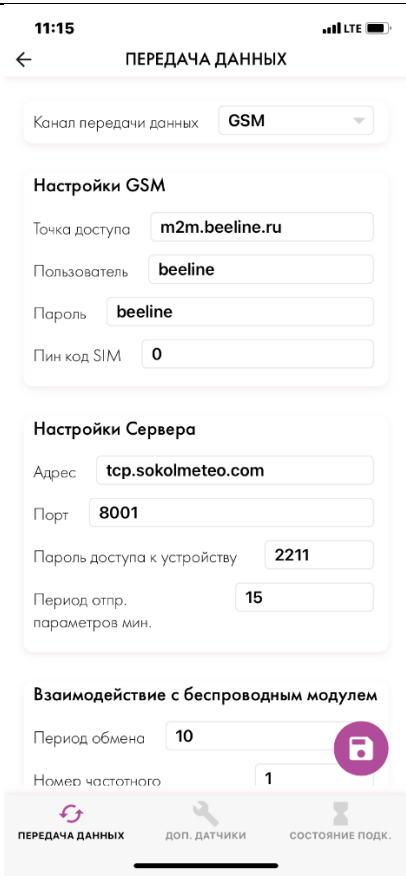 11:15
LTE
ПЕРЕДАЧА ДАННЫХ
Канал передачи данных GSM
Настройки GSM
Точка доступа m2m.beeline.ru
Пользователь beeline
Пароль beeline
Пин код SIM 0
Настройки Сервера
Адрес tcp.sokolmeteo.com
Порт 8001
Пароль доступа к устройству 2211
Период отпр. 15
параметров мин.
Взаимодействие с беспроводным модулем
Период обмена 10
Номер частотного 1
ПЕРЕДАЧА ДАННЫХ
ДОП. ДАТЧИКИ
СОСТОЯНИЕ ПОДК.